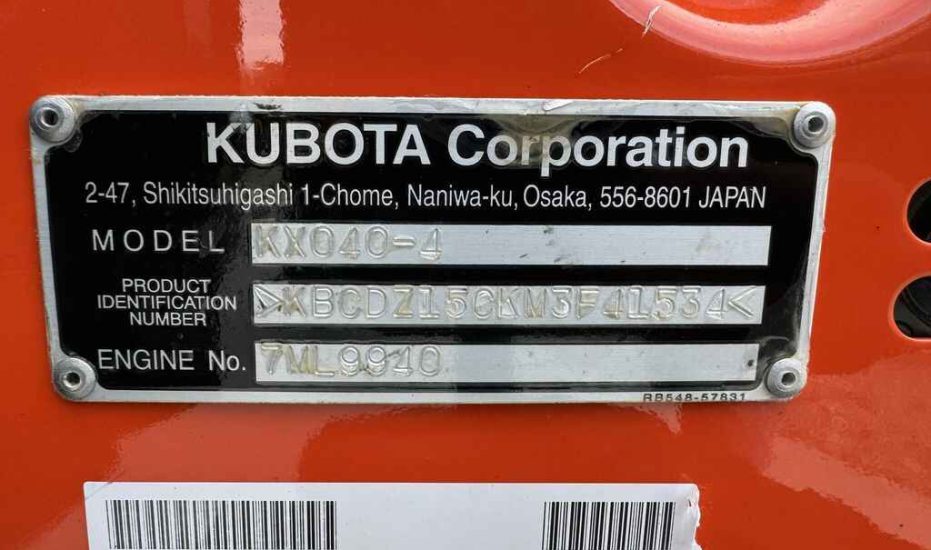 KUBOTA Corporation
2-47, Shikitsuhigashi 1-Chome, Naniwa-ku, Osaka, 556-8601 JAPAN
MODEL KX040-4
PRODUCT
IDENTIFICATION
NUMBER >KBCDZ15CKM3F41534<
ENGINE No. 7ML9940
RB548-57831